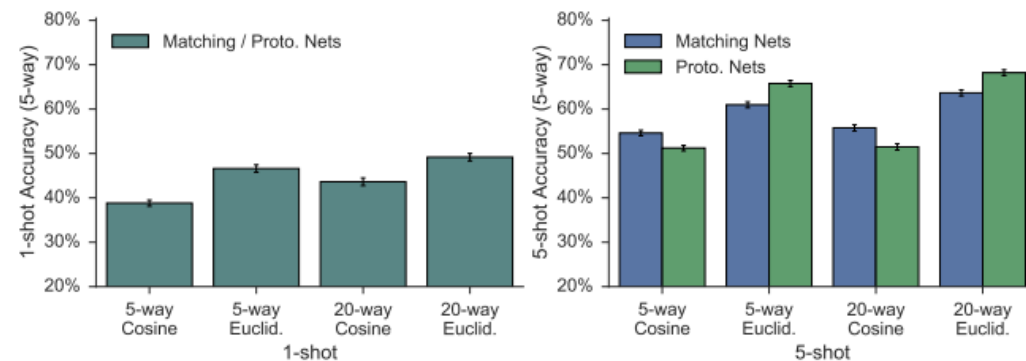 80%
70%
60%
50%
40%
30%
20%
1-shot Accuracy (5-way)
Matching / Proto. Nets
5-way
Cosine
5-way
Euclid.
20-way
Cosine
20-way
Euclid.
1-shot
80%
70%
60%
50%
40%
30%
20%
5-shot Accuracy (5-way)
Matching Nets
Proto. Nets
5-way
Cosine
5-way
Euclid.
20-way
Cosine
20-way
Euclid.
5-shot